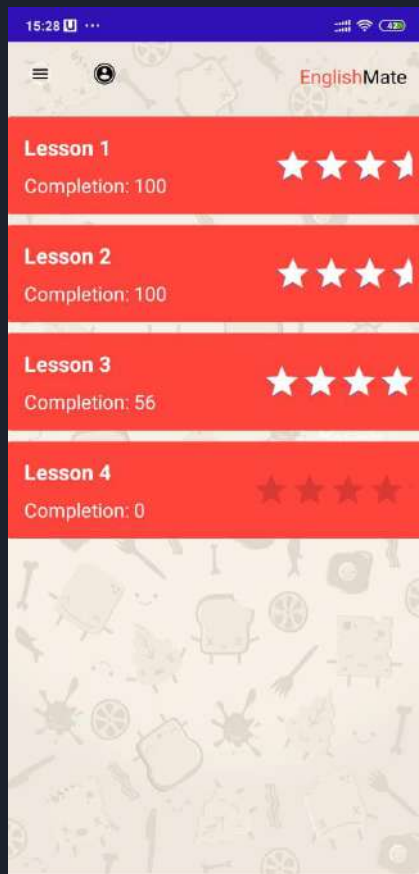 15:28 U ...
42
EnglishMate
Lesson 1
Completion: 100
Lesson 2
Completion: 100
Lesson 3
Completion: 56
Lesson 4
Completion: 0